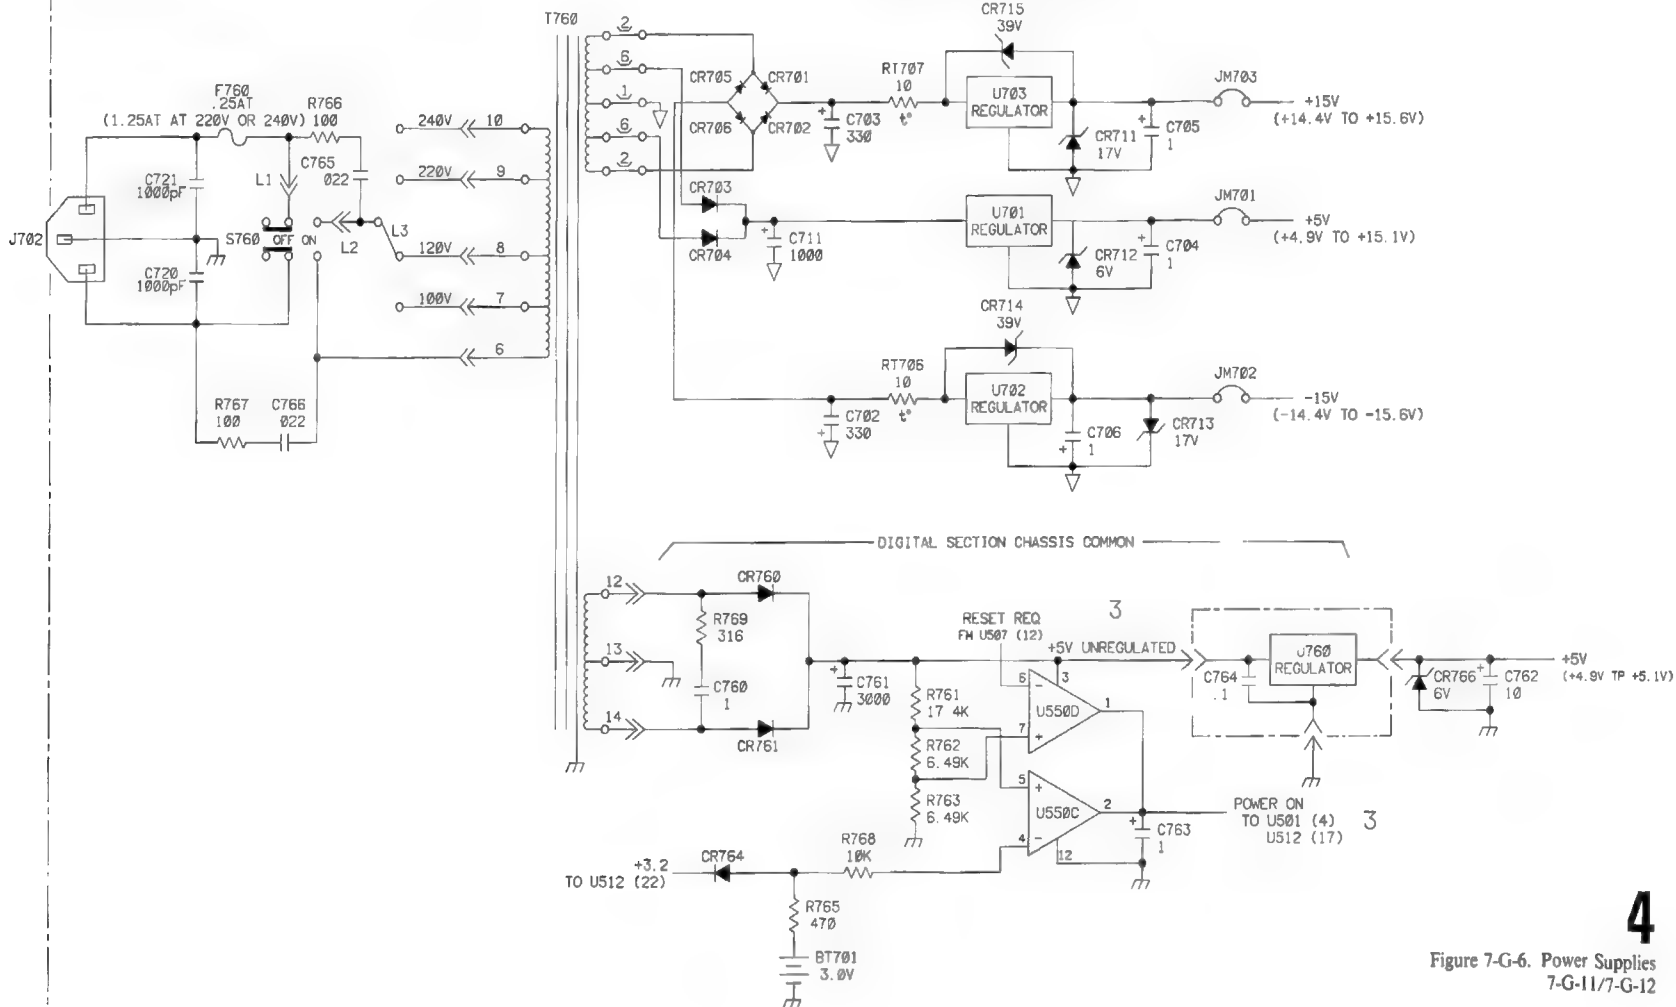 T760
F760
.25AT
(1.25AT AT 220V OR 240V)
R766
100
C765
022
C721
1000pF
L1
J702
S760
OFF ON
L2
L3
C720
1000pF
R767
100
C766
022
240V 10
220V 9
120V 8
100V 7
6
2
6
1
6
2
CR705
CR701
CR706
CR702
CR703
CR704
+
C703
330
RT707
10
t°
CR715
39V
U703
REGULATOR
CR711
17V
+
C705
1
JM703
+15V
(+14.4V TO +15.6V)
+
C711
1000
U701
REGULATOR
CR712
6V
+
C704
1
JM701
+5V
(+4.9V TO +15.1V)
CR714
39V
RT706
10
t°
+
C702
330
U702
REGULATOR
+
C706
1
CR713
17V
JM702
-15V
(-14.4V TO -15.6V)
DIGITAL SECTION CHASSIS COMMON
12
13
14
CR760
R769
316
C760
1
CR761
+
C761
3000
R761
17 4K
R762
6.49K
R763
6.49K
RESET REQ
FM U507 (12)
3
+5V UNREGULATED
6
-
3
U550D
1
7
+
5
+
U550C
2
4
-
12
+
C763
1
POWER ON
TO U501 (4)
U512 (17)
3
C764
.1
U760
REGULATOR
CR766
6V
+
C762
10
+5V
(+4.9V TP +5.1V)
+3.2
TO U512 (22)
CR764
R768
10K
R765
470
BT701
3.0V
4
Figure 7-G-6. Power Supplies
7-G-11/7-G-12